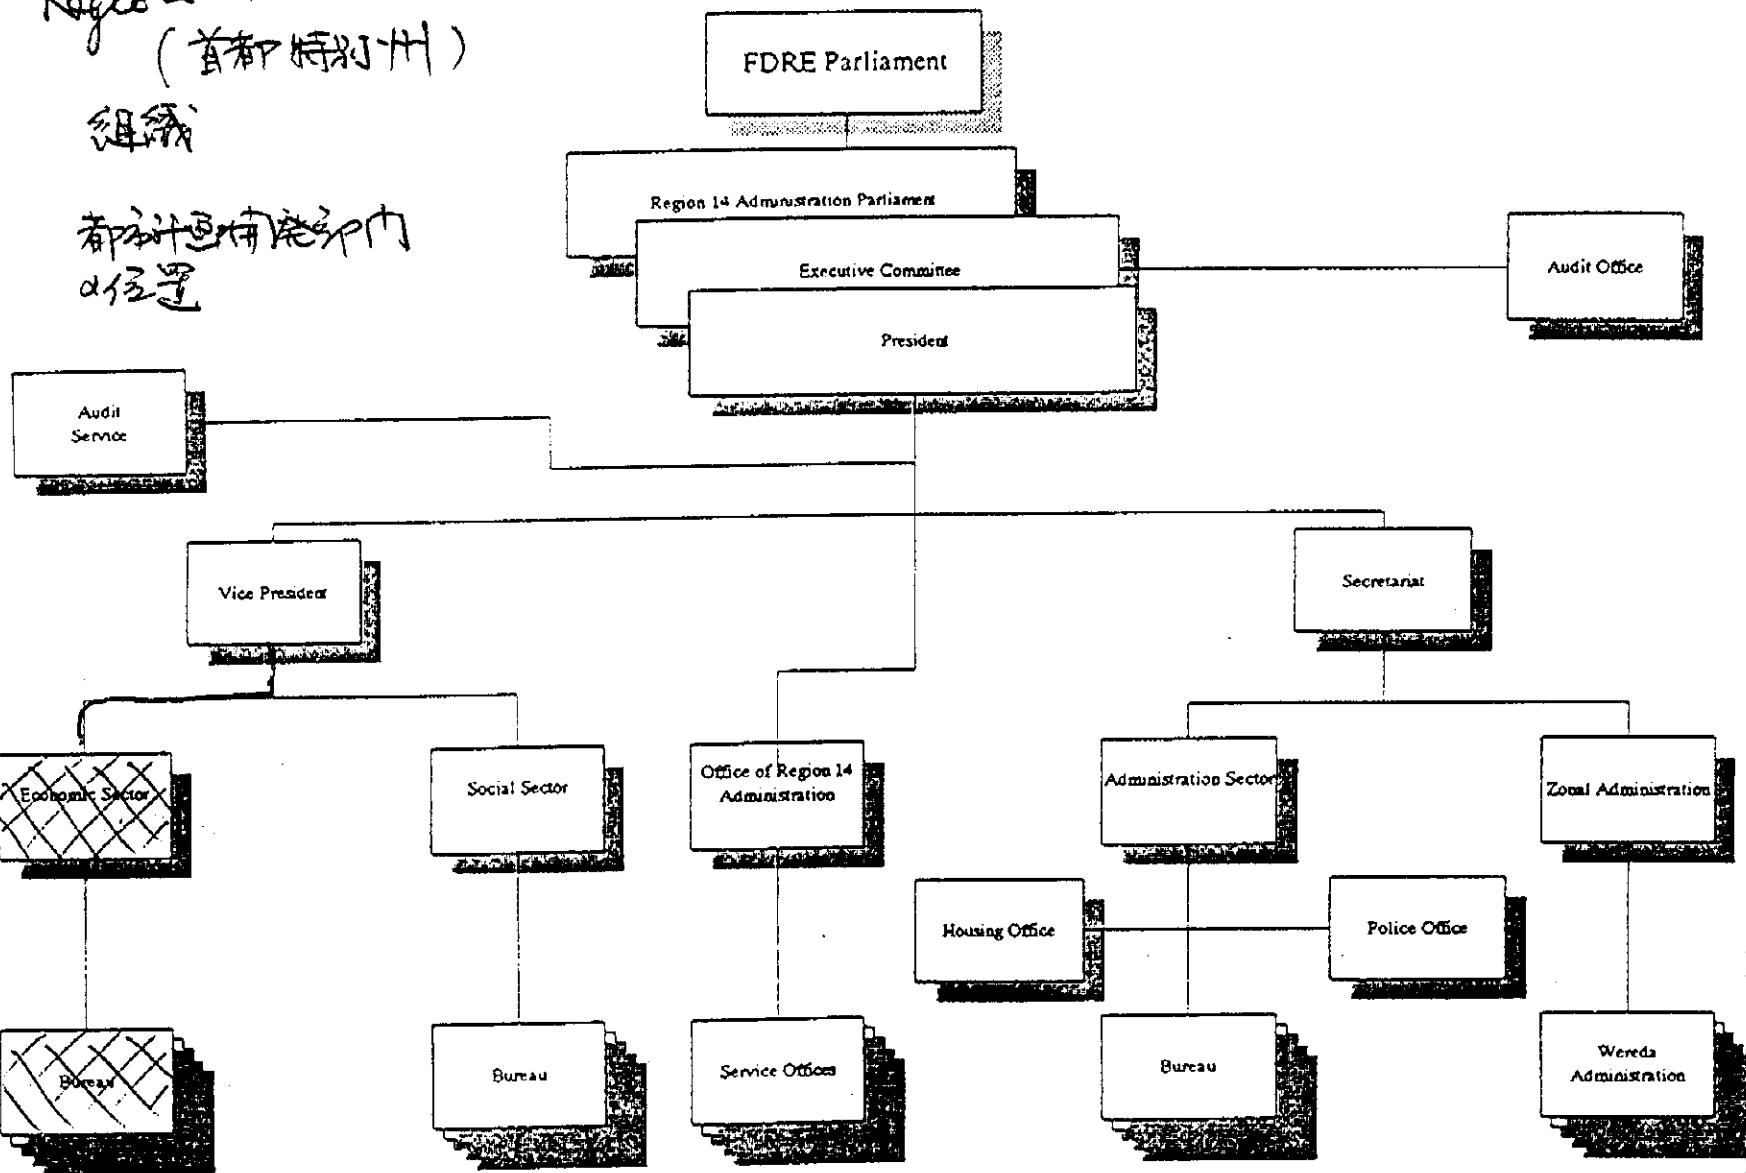 (首都特別州)
組織
都市計画開発部門
の位置
FDRE Parliament
Region 14 Administration Parliament
Executive Committee
President
Audit Office
Audit
Service
Vice President
Secretariat
Economic Sector
Social Sector
Office of Region 14
Administration
Administration Sector
Zonal Administration
Housing Office
Police Office
Bureau
Bureau
Service Offices
Bureau
Wereda
Administration